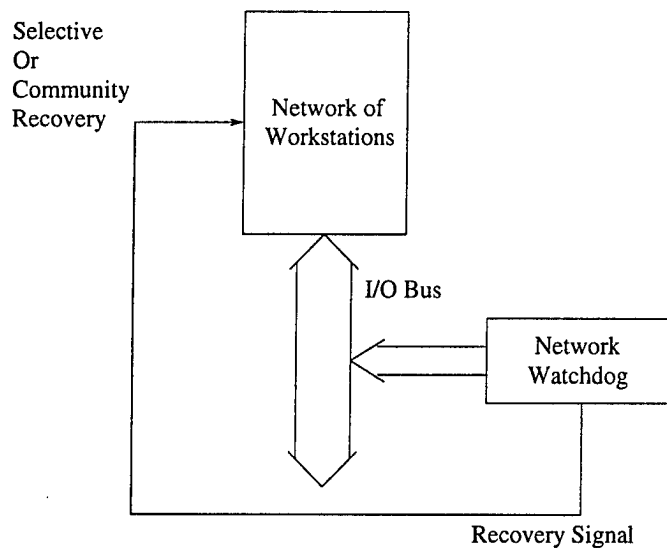 Selective
Or
Community
Recovery
Network of
Workstations
I/O Bus
Network
Watchdog
Recovery Signal